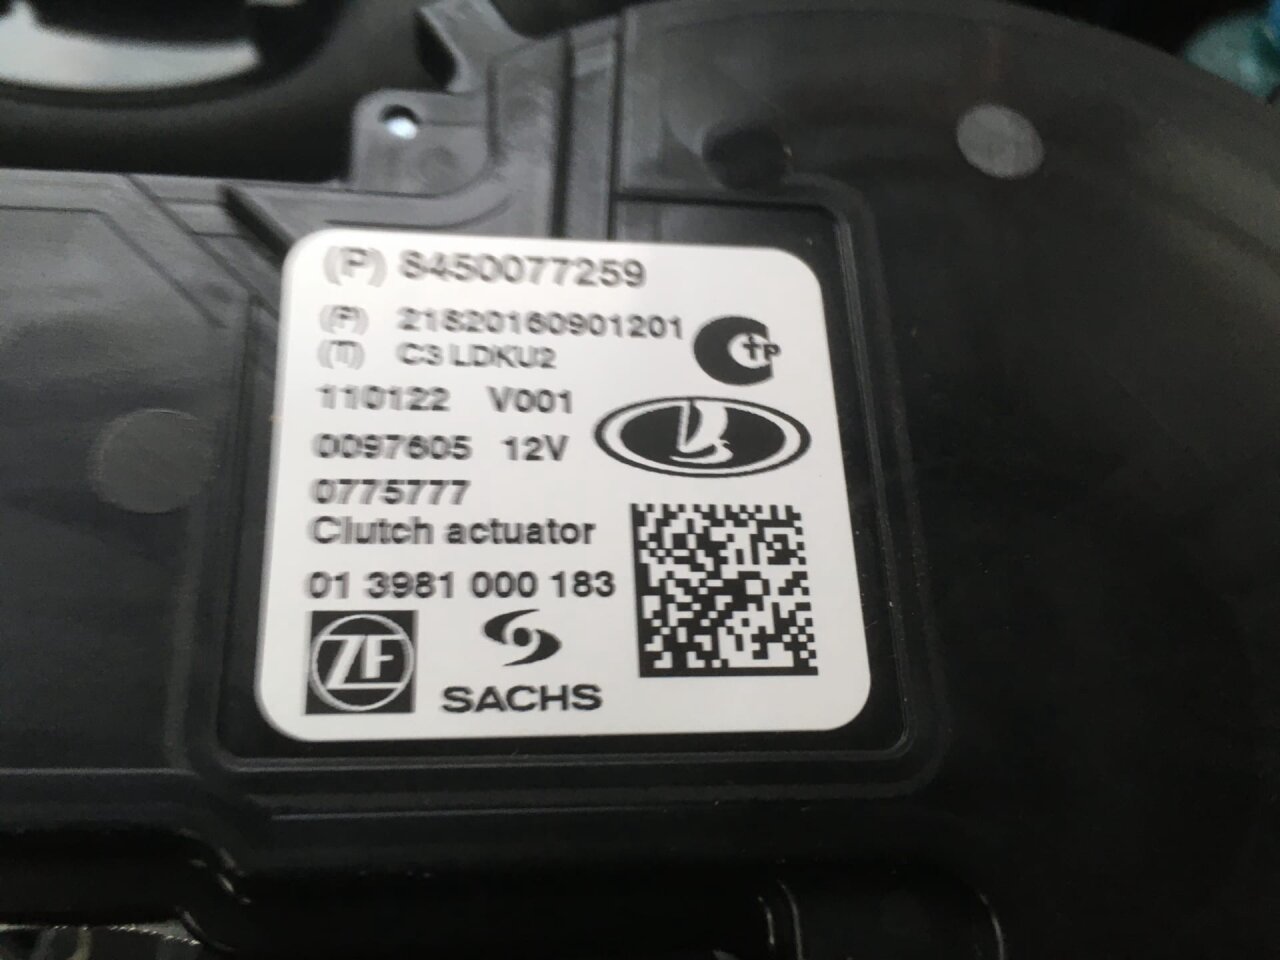 (P) 8450077259
(P) 21820160901201
(T) C3 LDKU2
110122 V001
0097605 12V
0775777
Clutch actuator
01 3981 000 183
ZF
SACHS